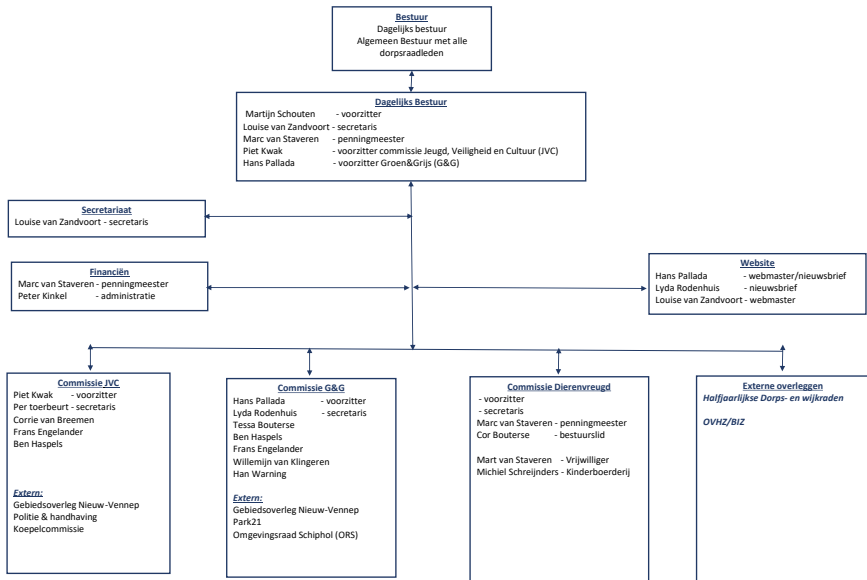 Bestuur
Dagelijks bestuur
Algemeen Bestuur met alle
dorpsraadleden
Dagelijks Bestuur
Martijn Schouten - voorzitter
Louise van Zandvoort - secretaris
Marc van Staveren - penningmeester
Piet Kwak - voorzitter commissie Jeugd, Veiligheid en Cultuur (JVC)
Hans Pallada - voorzitter Groen&Grijs (G&G)
Secretariaat
Louise van Zandvoort - secretaris
Financiën
Marc van Staveren - penningmeester
Peter Kinkel - administratie
Website
Hans Pallada - webmaster/nieuwsbrief
Lyda Rodenhuis - nieuwsbrief
Louise van Zandvoort - webmaster
Commissie JVC
Piet Kwak - voorzitter
Per toerbeurt - secretaris
Corrie van Breemen
Frans Engelander
Ben Haspels
Extern:
Gebiedsoverleg Nieuw-Vennep
Politie & handhaving
Koepelcommissie
Commissie G&G
Hans Pallada - voorzitter
Lyda Rodenhuis - secretaris
Tessa Bouterse
Ben Haspels
Frans Engelander
Willemijn van Klingeren
Han Warning
Extern:
Gebiedsoverleg Nieuw-Vennep
Park21
Omgevingsraad Schiphol (ORS)
Commissie Dierenvreugd
- voorzitter
- secretaris
Marc van Staveren - penningmeester
Cor Bouterse - bestuurslid
Mart van Staveren - Vrijwilliger
Michiel Schreijnders - Kinderboerderij
Externe overleggen
Halfjaarlijkse Dorps- en wijkraden
OVHZ/BIZ